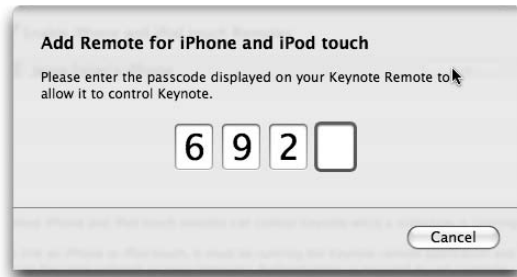 Add Remote for iPhone and iPod touch
Please enter the passcode displayed on your Keynote Remote to
allow it to control Keynote.
6 9 2
Cancel